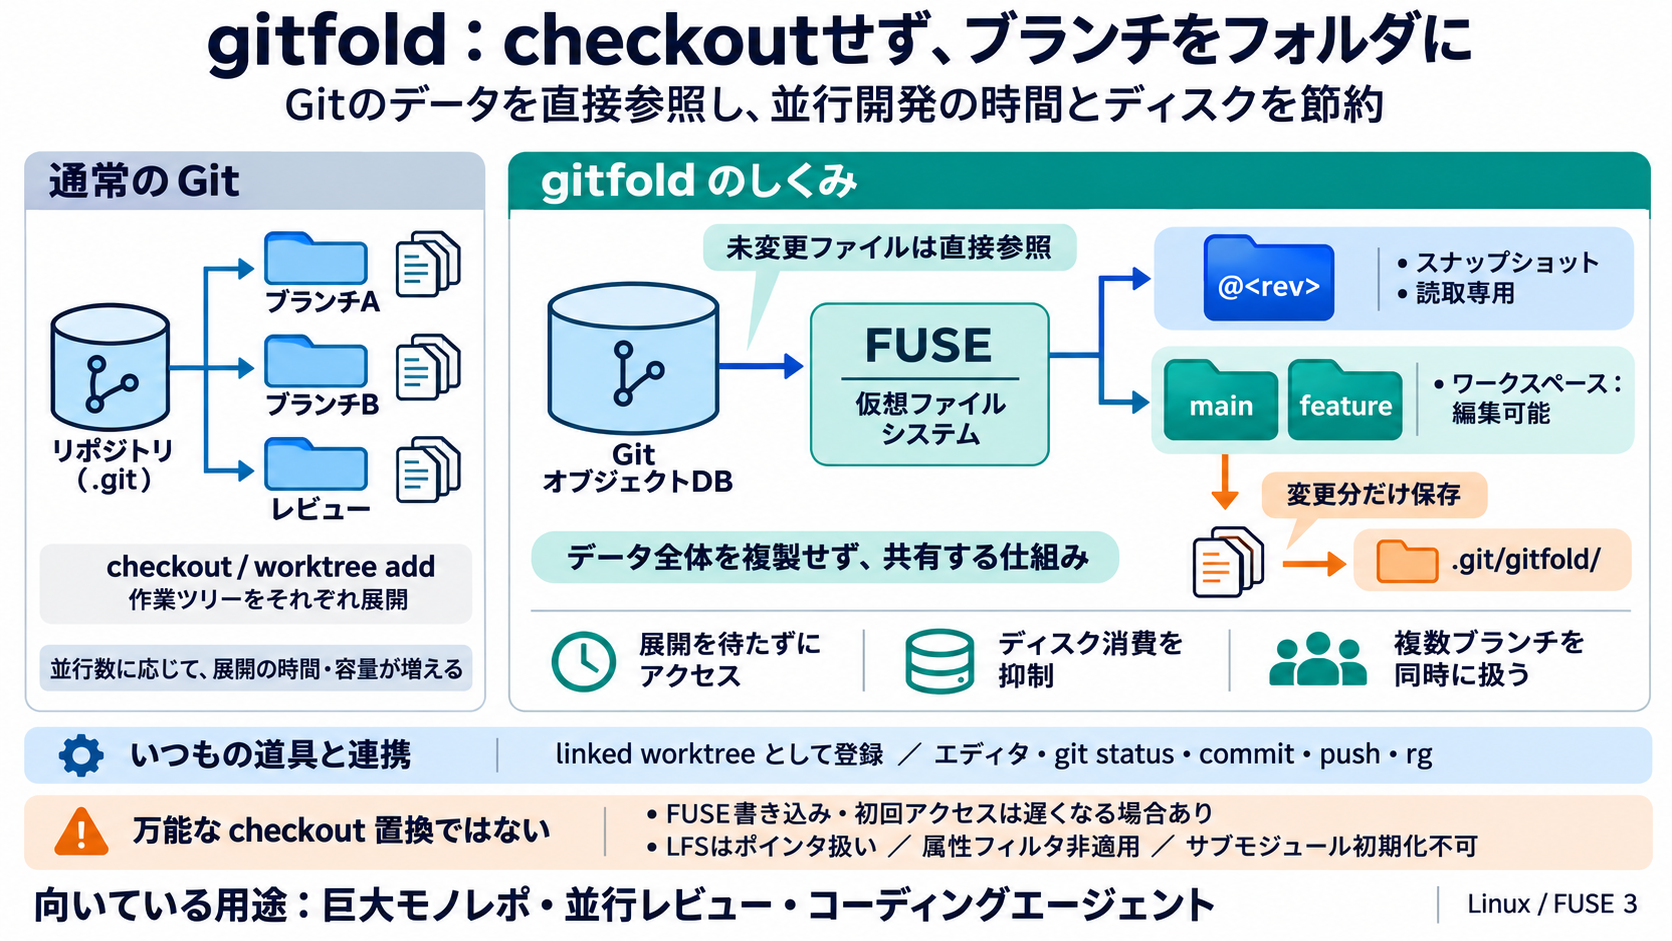 gitfold：checkoutせず、ブランチをフォルダに
Gitのデータを直接参照し、並行開発の時間とディスクを節約
通常の Git
リポジトリ
（.git）
ブランチA
ブランチB
レビュー
checkout / worktree add
作業ツリーをそれぞれ展開
並行数に応じて、展開の時間・容量が増える
gitfold のしくみ
未変更ファイルは直接参照
Git
オブジェクトDB
FUSE
仮想ファイル
システム
@<rev>
• スナップショット
• 読取専用
main
feature
• ワークスペース：
編集可能
変更分だけ保存
.git/gitfold/
データ全体を複製せず、共有する仕組み
展開を待たずに
アクセス
ディスク消費を
抑制
複数ブランチを
同時に扱う
いつもの道具と連携
linked worktree として登録 ／ エディタ・git status・commit・push・rg
万能な checkout 置換ではない
• FUSE書き込み・初回アクセスは遅くなる場合あり
• LFSはポインタ扱い ／ 属性フィルタ非適用 ／ サブモジュール初期化不可
向いている用途：巨大モノレポ・並行レビュー・コーディングエージェント
Linux / FUSE 3